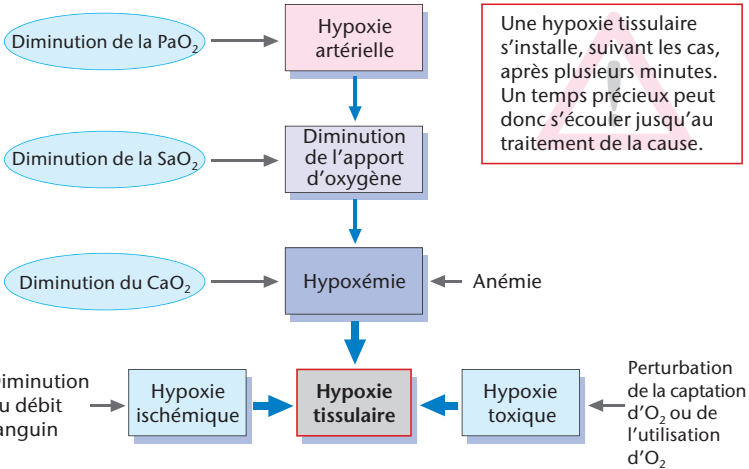 Diminution de la PaO₂
Hypoxie
artérielle
Une hypoxie tissulaire
s’installe, suivant les cas,
après plusieurs minutes.
Un temps précieux peut
donc s’écouler jusqu’au
traitement de la cause.
Diminution de la SaO₂
Diminution
de l’apport
d’oxygène
Diminution du CaO₂
Hypoxémie
Anémie
iminution
u débit
anguin
Hypoxie
ischémique
Hypoxie
tissulaire
Hypoxie
toxique
Perturbation
de la captation
d’O₂ ou de
l’utilisation
d’O₂